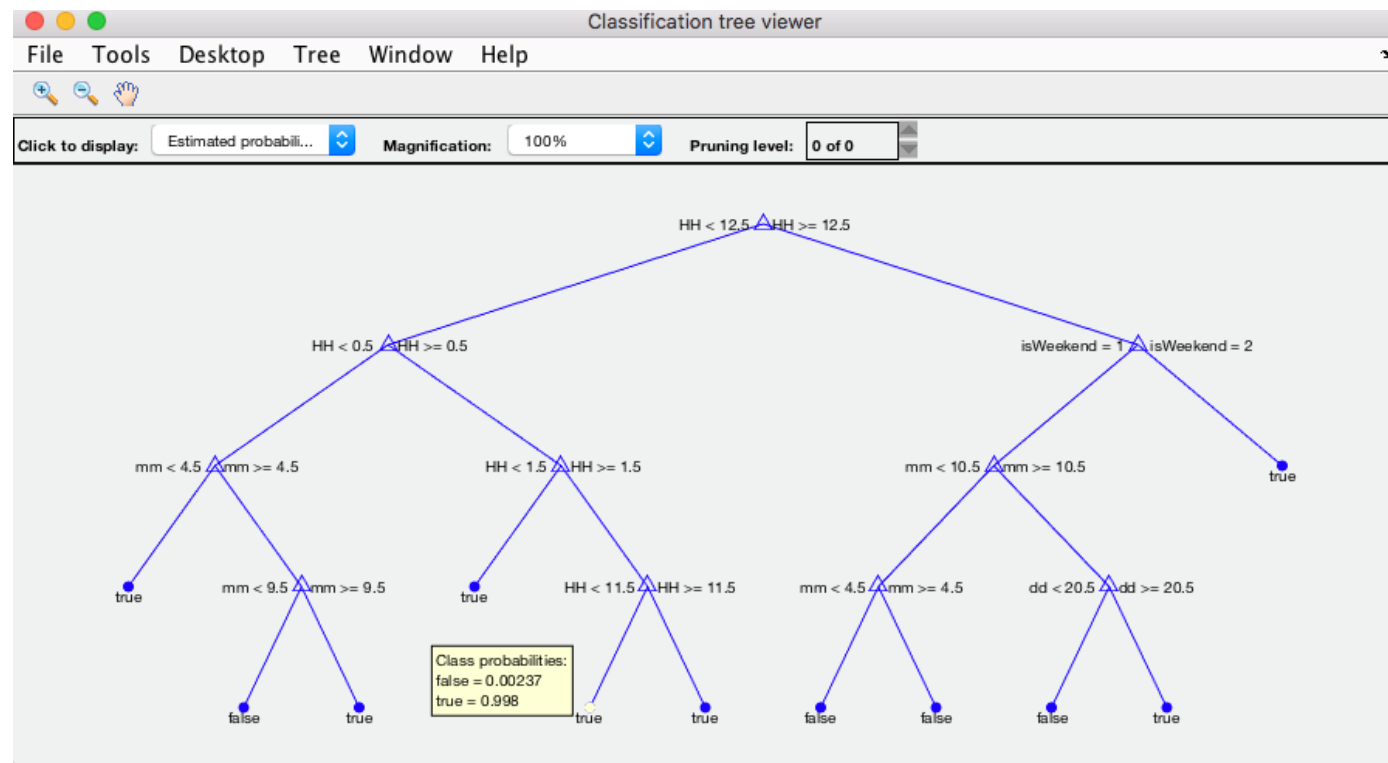 Classification tree viewer
File Tools Desktop Tree Window Help
Click to display: Estimated probabili... Magnification: 100% Pruning level: 0 of 0
HH < 12.5 HH >= 12.5
HH < 0.5 HH >= 0.5 isWeekend = 1 isWeekend = 2
mm < 4.5 mm >= 4.5 HH < 1.5 HH >= 1.5 mm < 10.5 mm >= 10.5 true
true mm < 9.5 mm >= 9.5 true HH < 11.5 HH >= 11.5 mm < 4.5 mm >= 4.5 dd < 20.5 dd >= 20.5
Class probabilities:
false = 0.00237
true = 0.998
false true true true false false false true